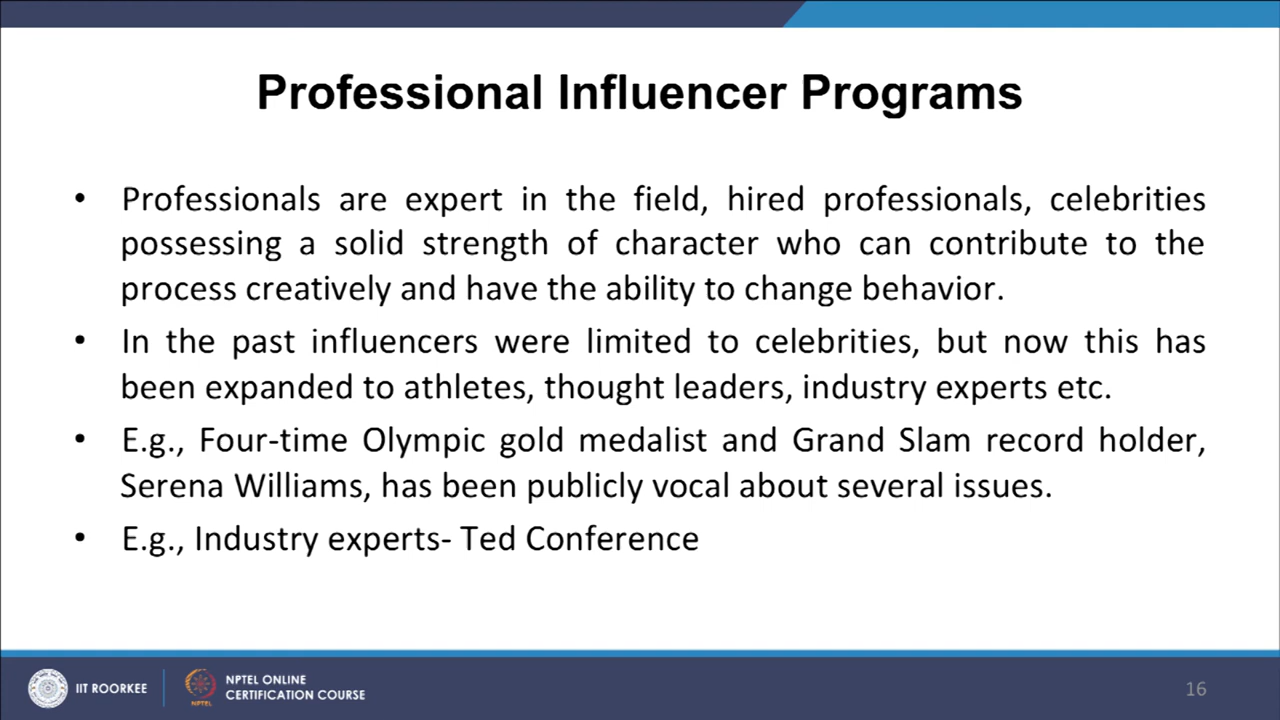 Professional Influencer Programs
• Professionals are expert in the field, hired professionals, celebrities
possessing a solid strength of character who can contribute to the
process creatively and have the ability to change behavior.
• In the past influencers were limited to celebrities, but now this has
been expanded to athletes, thought leaders, industry experts etc.
• E.g., Four-time Olympic gold medalist and Grand Slam record holder,
Serena Williams, has been publicly vocal about several issues.
• E.g., Industry experts- Ted Conference
IIT ROORKEE
NPTEL
NPTEL ONLINE
CERTIFICATION COURSE
16